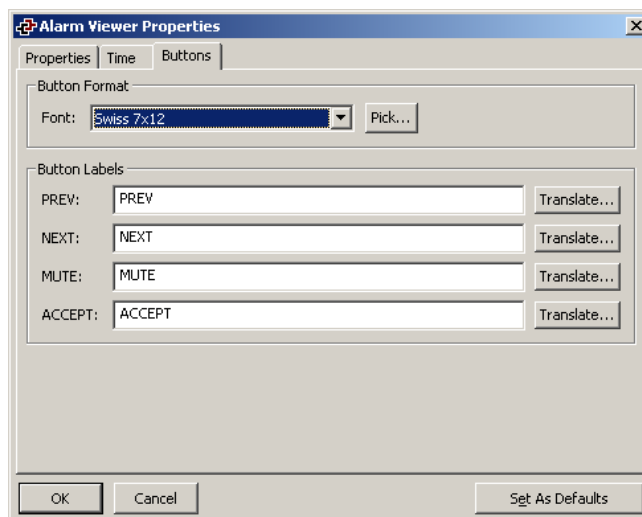 Alarm Viewer Properties
Properties Time Buttons
Button Format
Font: Swiss 7x12 Pick...
Button Labels
PREV: PREV Translate...
NEXT: NEXT Translate...
MUTE: MUTE Translate...
ACCEPT: ACCEPT Translate...
OK Cancel Set As Defaults